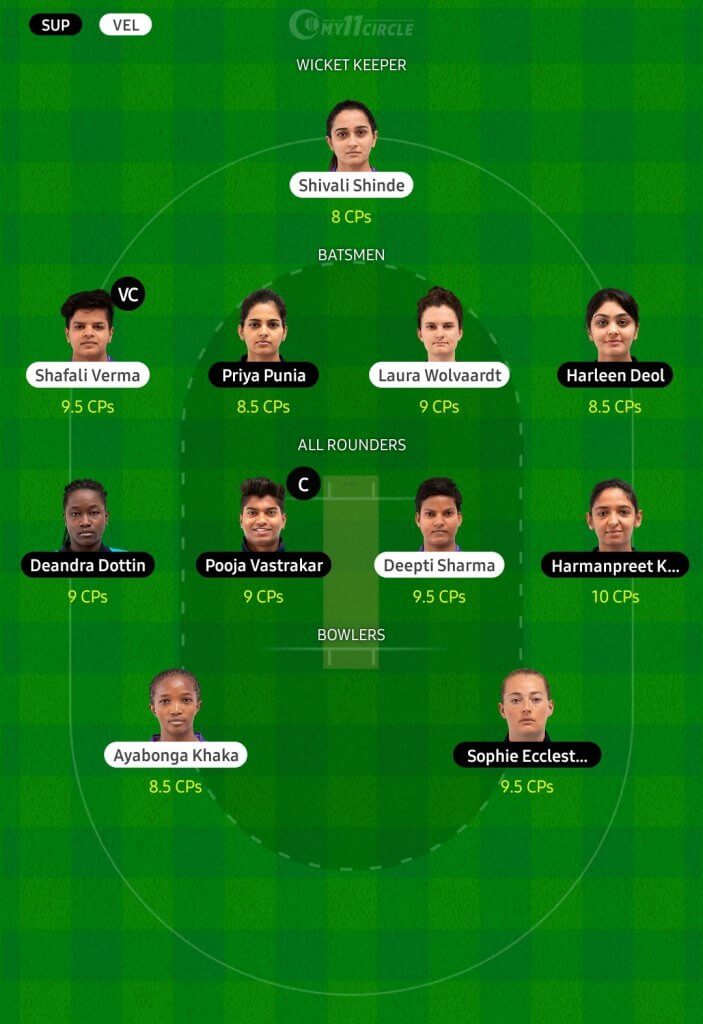 SUP VEL MY11CIRCLE
WICKET KEEPER
Shivali Shinde
8 CPs
BATSMEN
VC
Shafali Verma Priya Punia Laura Wolvaardt Harleen Deol
9.5 CPs 8.5 CPs 9 CPs 8.5 CPs
ALL ROUNDERS
C
Deandra Dottin Pooja Vastrakar Deepti Sharma Harmanpreet K...
9 CPs 9 CPs 9.5 CPs 10 CPs
BOWLERS
Ayabonga Khaka Sophie Ecclest...
8.5 CPs 9.5 CPs